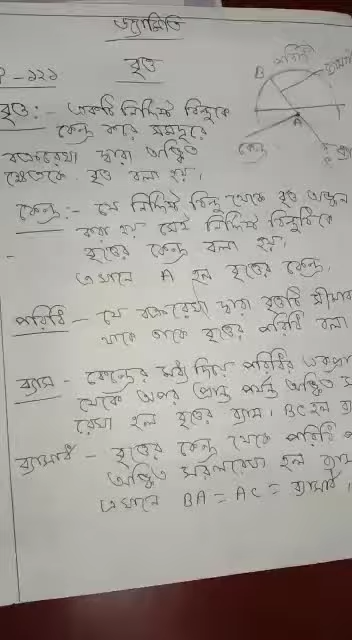 জ্যামিতি
বৃত্ত
P - ১২১
পরিধি
B
A
কেন্দ্র
বৃত্ত :- একটি নির্দিষ্ট বিন্দুকে
কেন্দ্র করে সমদূরে
বক্ররেখা দ্বারা অঙ্কিত
ক্ষেত্রকে বৃত্ত বলা হয়।
কেন্দ্র :- যে নির্দিষ্ট বিন্দু থেকে বৃত্ত অঙ্কন
করা হয় সেই নির্দিষ্ট বিন্দুটিকে
বৃত্তের কেন্দ্র বলা হয়।
এখানে A হল বৃত্তের কেন্দ্র।
পরিধি - যে বক্ররেখা দ্বারা বৃত্তটি সীমাব
থাকে তাকে বৃত্তের পরিধি বলা
ব্যাস - কেন্দ্রের মধ্য দিয়ে পরিধির একপ্রা
থেকে অপর প্রান্ত পর্যন্ত অঙ্কিত স
রেখা হল বৃত্তের ব্যাস। BC হল ব্যা
ব্যাসার্ধ - বৃত্তের কেন্দ্র থেকে পরিধি প
অঙ্কিত সরলরেখা হল ব্যাস
এখানে BA = AC = ব্যাসার্ধ।